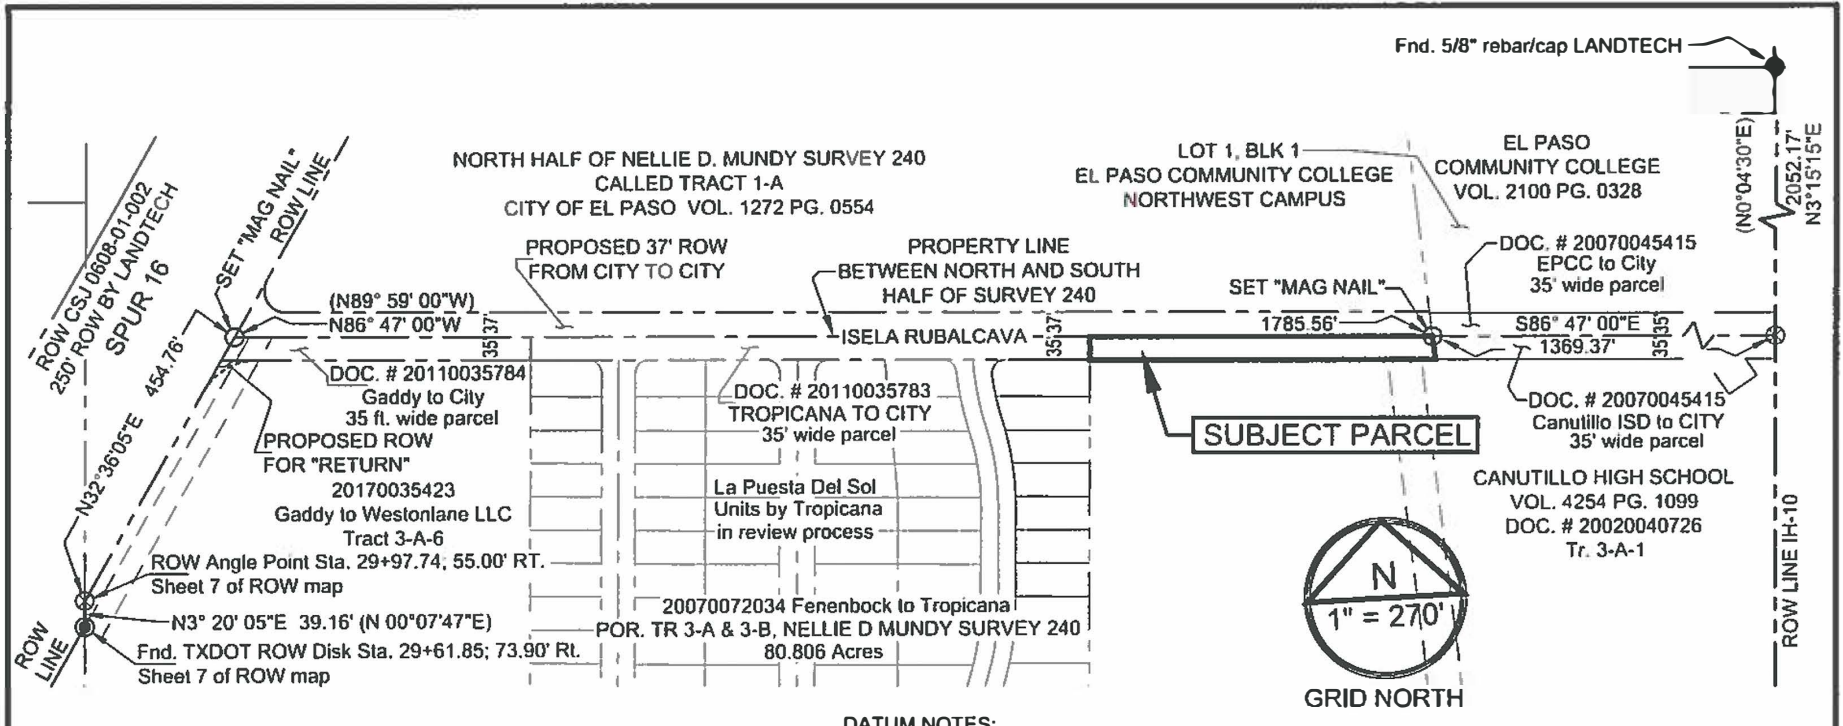 Fnd. 5/8" rebar/cap LANDTECH
(N0°04'30"E)
2052.17'
N3°15'15"E
ROW CSJ 0608-01-002
250' ROW BY LANDTECH
SPUR 16
SET "MAG NAIL"
ROW LINE
NORTH HALF OF NELLIE D. MUNDY SURVEY 240
CALLED TRACT 1-A
CITY OF EL PASO VOL. 1272 PG. 0554
LOT 1, BLK 1
EL PASO COMMUNITY COLLEGE
NORTHWEST CAMPUS
EL PASO
COMMUNITY COLLEGE
VOL. 2100 PG. 0328
PROPOSED 37' ROW
FROM CITY TO CITY
PROPERTY LINE
BETWEEN NORTH AND SOUTH
HALF OF SURVEY 240
DOC. # 20070045415
EPCC to City
35' wide parcel
SET "MAG NAIL"
(N89° 59' 00"W)
N86° 47' 00"W
35'
37'
ISELA RUBALCAVA
35'
37'
1785.56'
S86° 47' 00"E
1369.37'
35'
35'
454.76'
N32°36'05"E
DOC. # 20110035784
Gaddy to City
35 ft. wide parcel
DOC. # 20110035783
TROPICANA TO CITY
35' wide parcel
SUBJECT PARCEL
DOC. # 20070045415
Canutillo ISD to CITY
35' wide parcel
PROPOSED ROW
FOR "RETURN"
20170035423
Gaddy to Westonlane LLC
Tract 3-A-6
La Puesta Del Sol
Units by Tropicana
in review process
CANUTILLO HIGH SCHOOL
VOL. 4254 PG. 1099
DOC. # 20020040726
Tr. 3-A-1
ROW LINE IH-10
ROW Angle Point Sta. 29+97.74; 55.00' RT.
Sheet 7 of ROW map
N3° 20' 05"E 39.16' (N 00°07'47"E)
Fnd. TXDOT ROW Disk Sta. 29+61.85; 73.90' Rt.
Sheet 7 of ROW map
ROW
LINE
20070072034 Fenenbock to Tropicana
POR. TR 3-A & 3-B, NELLIE D MUNDY SURVEY 240
80.806 Acres
N
1" = 270'
GRID NORTH
DATUM NOTES: